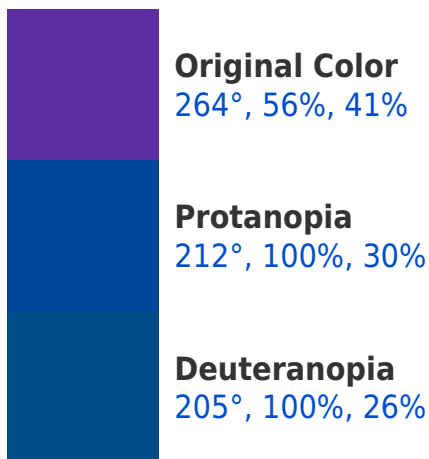 Original Color
264°, 56%, 41%
Protanopia
212°, 100%, 30%
Deuteranopia
205°, 100%, 26%